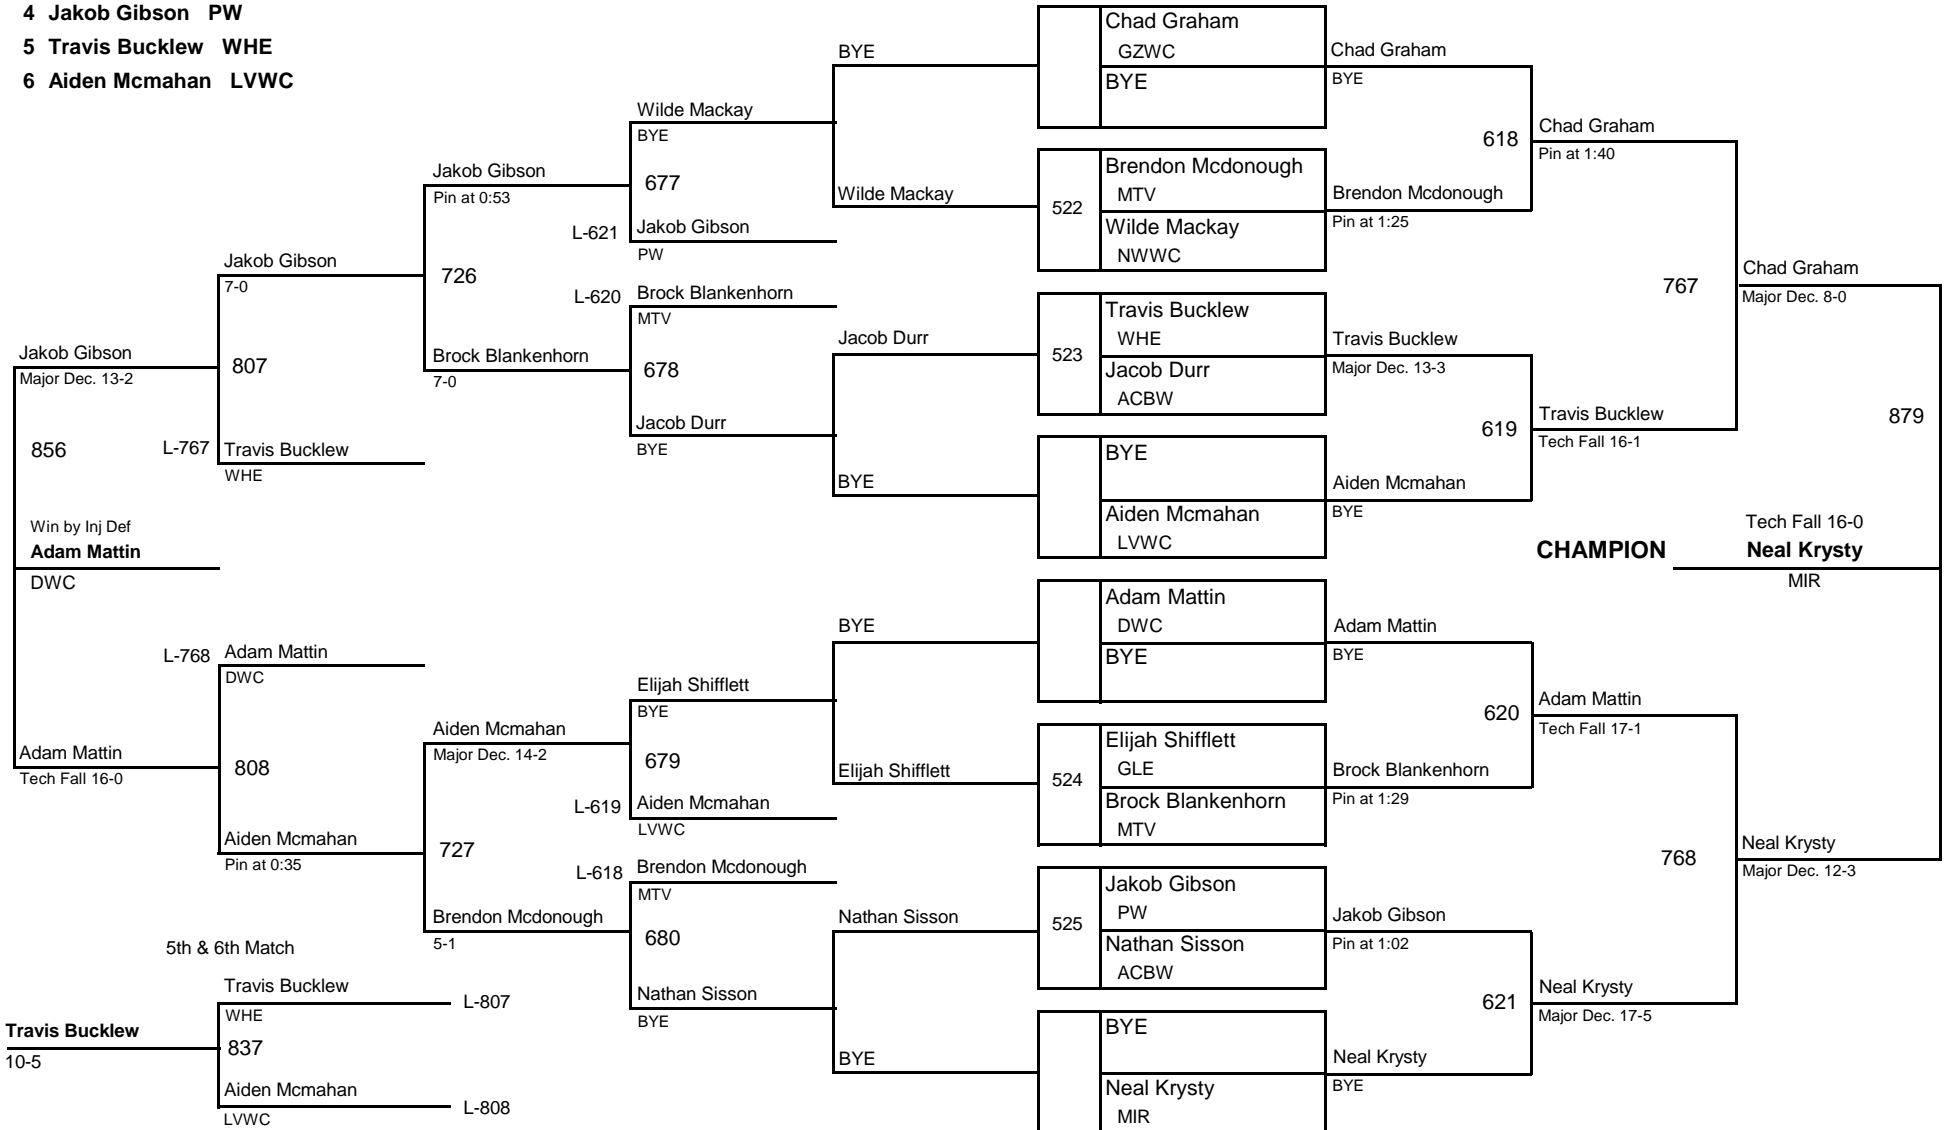 4 Jakob Gibson PW
5 Travis Bucklew WHE
6 Aiden Mcmahan LVWC
Jakob Gibson
Major Dec. 13-2
856
Win by Inj Def
Adam Mattin
DWC
Adam Mattin
Tech Fall 16-0
Jakob Gibson
7-0
807
L-767 Travis Bucklew
WHE
L-768 Adam Mattin
DWC
808
Aiden Mcmahan
Pin at 0:35
5th & 6th Match
Travis Bucklew L-807
WHE
Travis Bucklew
10-5
837
Aiden Mcmahan L-808
LVWC
Jakob Gibson
Pin at 0:53
726
Brock Blankenhorn
7-0
Aiden Mcmahan
Major Dec. 14-2
727
Brendon Mcdonough
5-1
Wilde Mackay
BYE
677
L-621 Jakob Gibson
PW
L-620 Brock Blankenhorn
MTV
678
Jacob Durr
BYE
Elijah Shifflett
BYE
679
L-619 Aiden Mcmahan
LVWC
L-618 Brendon Mcdonough
MTV
680
Nathan Sisson
BYE
BYE
Wilde Mackay
Jacob Durr
BYE
BYE
Elijah Shifflett
Nathan Sisson
BYE
Chad Graham
GZWC
BYE
522
Brendon Mcdonough
MTV
Wilde Mackay
NWWC
523
Travis Bucklew
WHE
Jacob Durr
ACBW
BYE
Aiden Mcmahan
LVWC
Adam Mattin
DWC
BYE
524
Elijah Shifflett
GLE
Brock Blankenhorn
MTV
525
Jakob Gibson
PW
Nathan Sisson
ACBW
BYE
Neal Krysty
MIR
Chad Graham
BYE
618
Brendon Mcdonough
Pin at 1:25
Travis Bucklew
Major Dec. 13-3
619
Aiden Mcmahan
BYE
Adam Mattin
BYE
620
Brock Blankenhorn
Pin at 1:29
Jakob Gibson
Pin at 1:02
621
Neal Krysty
BYE
Chad Graham
Pin at 1:40
767
Travis Bucklew
Tech Fall 16-1
Adam Mattin
Tech Fall 17-1
768
Neal Krysty
Major Dec. 17-5
Chad Graham
Major Dec. 8-0
879
Tech Fall 16-0
CHAMPION Neal Krysty
MIR
Neal Krysty
Major Dec. 12-3